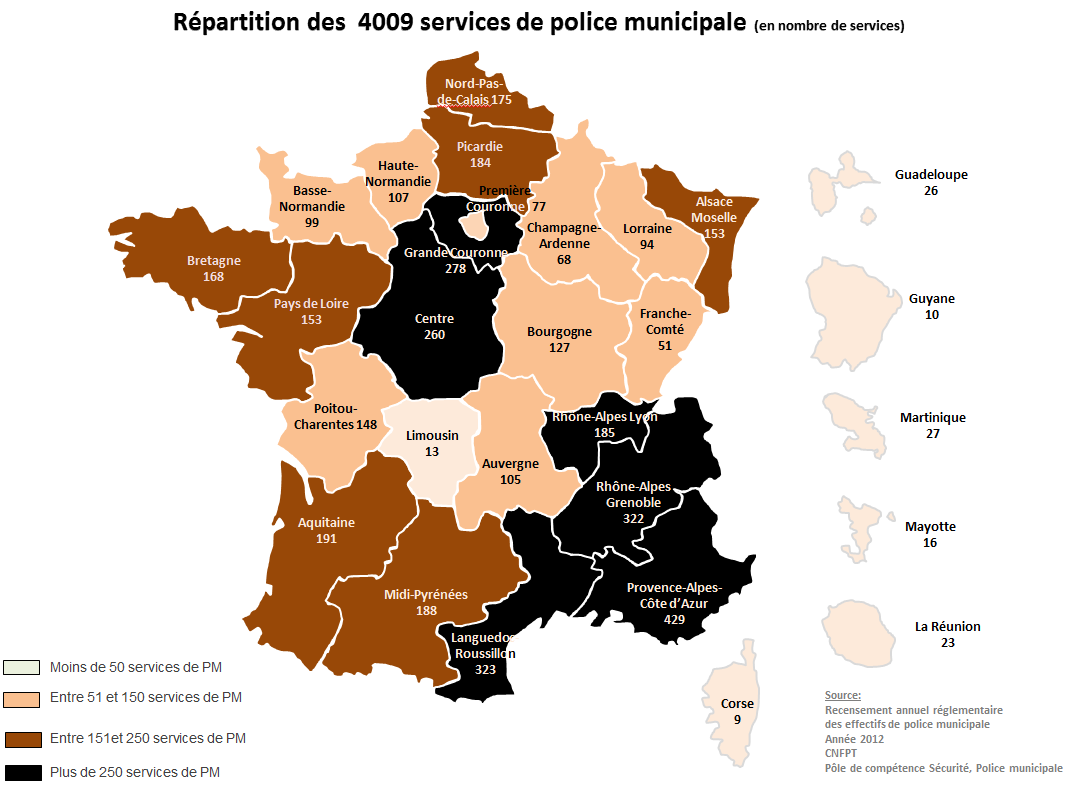 Répartition des 4009 services de police municipale (en nombre de services)
Nord-Pas-
de-Calais 175
Picardie
184
Haute-
Normandie
107
Basse-
Normandie
99
Première
Couronne 77
Grande Couronne
278
Champagne-
Ardenne
68
Lorraine
94
Alsace
Moselle
153
Bretagne
168
Pays de Loire
153
Centre
260
Bourgogne
127
Franche-
Comté
51
Poitou-
Charentes 148
Limousin
13
Auvergne
105
Rhône-Alpes Lyon
185
Rhône-Alpes
Grenoble
322
Aquitaine
191
Midi-Pyrénées
188
Languedoc
Roussillon
323
Provence-Alpes-
Côte d’Azur
429
Corse
9
Guadeloupe
26
Guyane
10
Martinique
27
Mayotte
16
La Réunion
23
Moins de 50 services de PM
Entre 51 et 150 services de PM
Entre 151et 250 services de PM
Plus de 250 services de PM
Source:
Recensement annuel réglementaire
des effectifs de police municipale
Année 2012
CNFPT
Pôle de compétence Sécurité, Police municipale